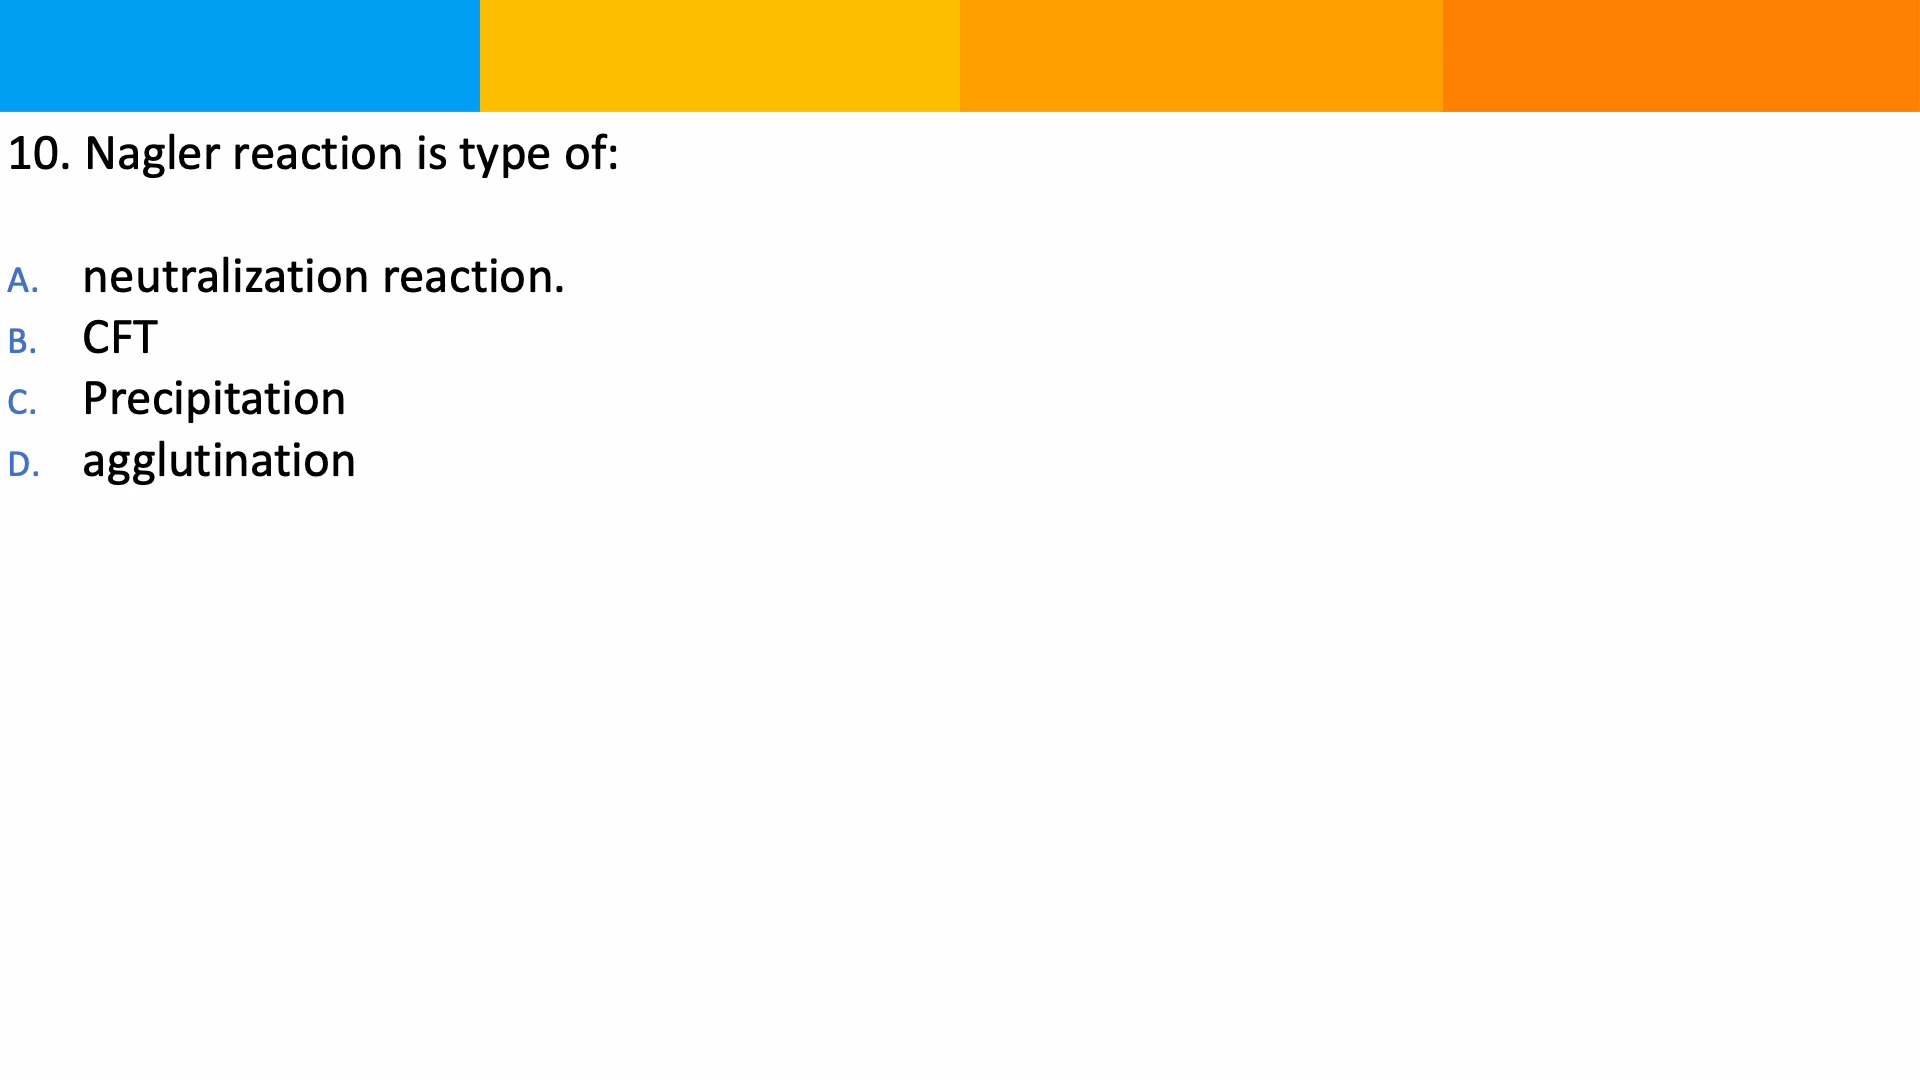 10. Nagler reaction is type of:
A. neutralization reaction.
B. CFT
C. Precipitation
D. agglutination